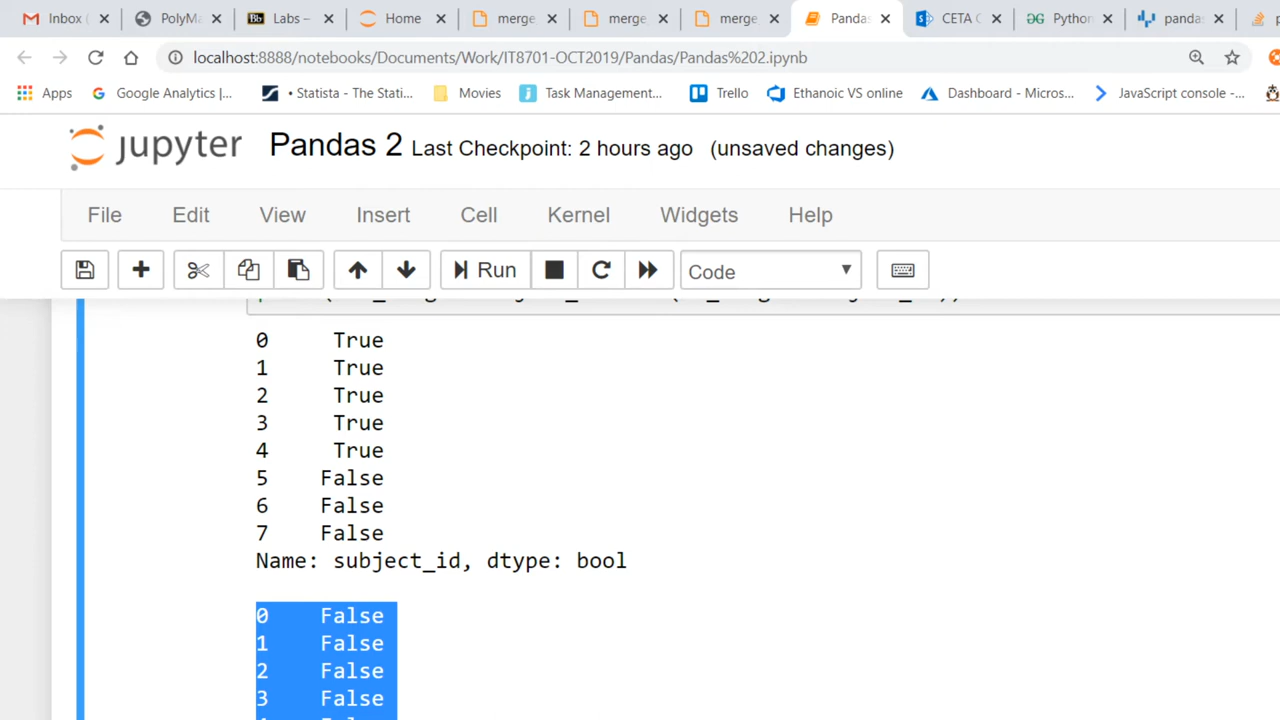 Inbox ( PolyMa Labs – Home merge, merge, merge Pandas CETA C Python pandas
localhost:8888/notebooks/Documents/Work/IT8701-OCT2019/Pandas/Pandas%202.ipynb
Apps Google Analytics |... • Statista - The Stati... Movies Task Management... Trello Ethanoic VS online Dashboard - Micros... JavaScript console -...
jupyter Pandas 2 Last Checkpoint: 2 hours ago (unsaved changes)
File Edit View Insert Cell Kernel Widgets Help
Run Code
0 True
1 True
2 True
3 True
4 True
5 False
6 False
7 False
Name: subject_id, dtype: bool
0 False
1 False
2 False
3 False